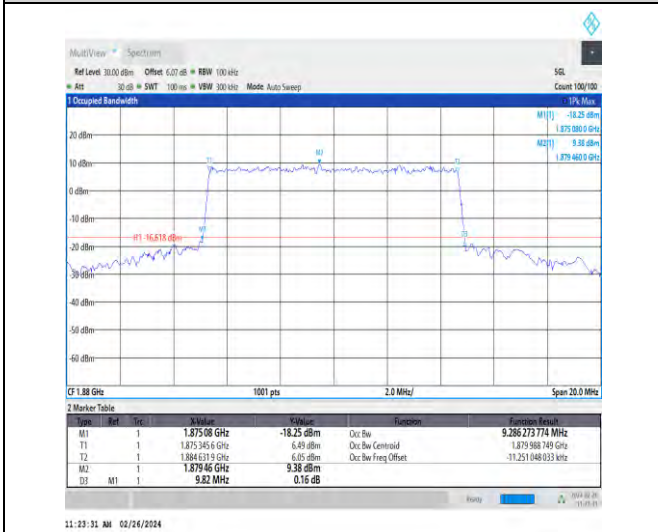 MultiView Spectrum
Ref Level 30.00 dBm Offset 6.07 dB RBW 100 kHz SGL
Att 30 dB SWT 100 ms VBW 300 kHz Mode Auto Sweep Count 100/100
1 Occupied Bandwidth 1Pk Max
M1[1] -18.25 dBm
1.875 080 0 GHz
M2[1] 9.38 dBm
1.879 460 0 GHz
20 dBm
10 dBm
0 dBm
-10 dBm
H1 -16.618 dBm
-20 dBm
-30 dBm
-40 dBm
-50 dBm
-60 dBm
M2
M1
D3
CF 1.88 GHz 1001 pts 2.0 MHz/ Span 20.0 MHz
2 Marker Table
Type Ref Trc X-Value Y-Value Function Function Result
M1 1 1.87508 GHz -18.25 dBm Occ Bw 9.286 273 774 MHz
T1 1 1.875 345 6 GHz 6.49 dBm Occ Bw Centroid 1.879 988 749 GHz
T2 1 1.884 631 9 GHz 6.05 dBm Occ Bw Freq Offset -11.251 048 033 kHz
M2 1 1.87946 GHz 9.38 dBm
D3 M1 1 9.82 MHz 0.16 dB
Ready
11:23:31 AM 02/26/2024